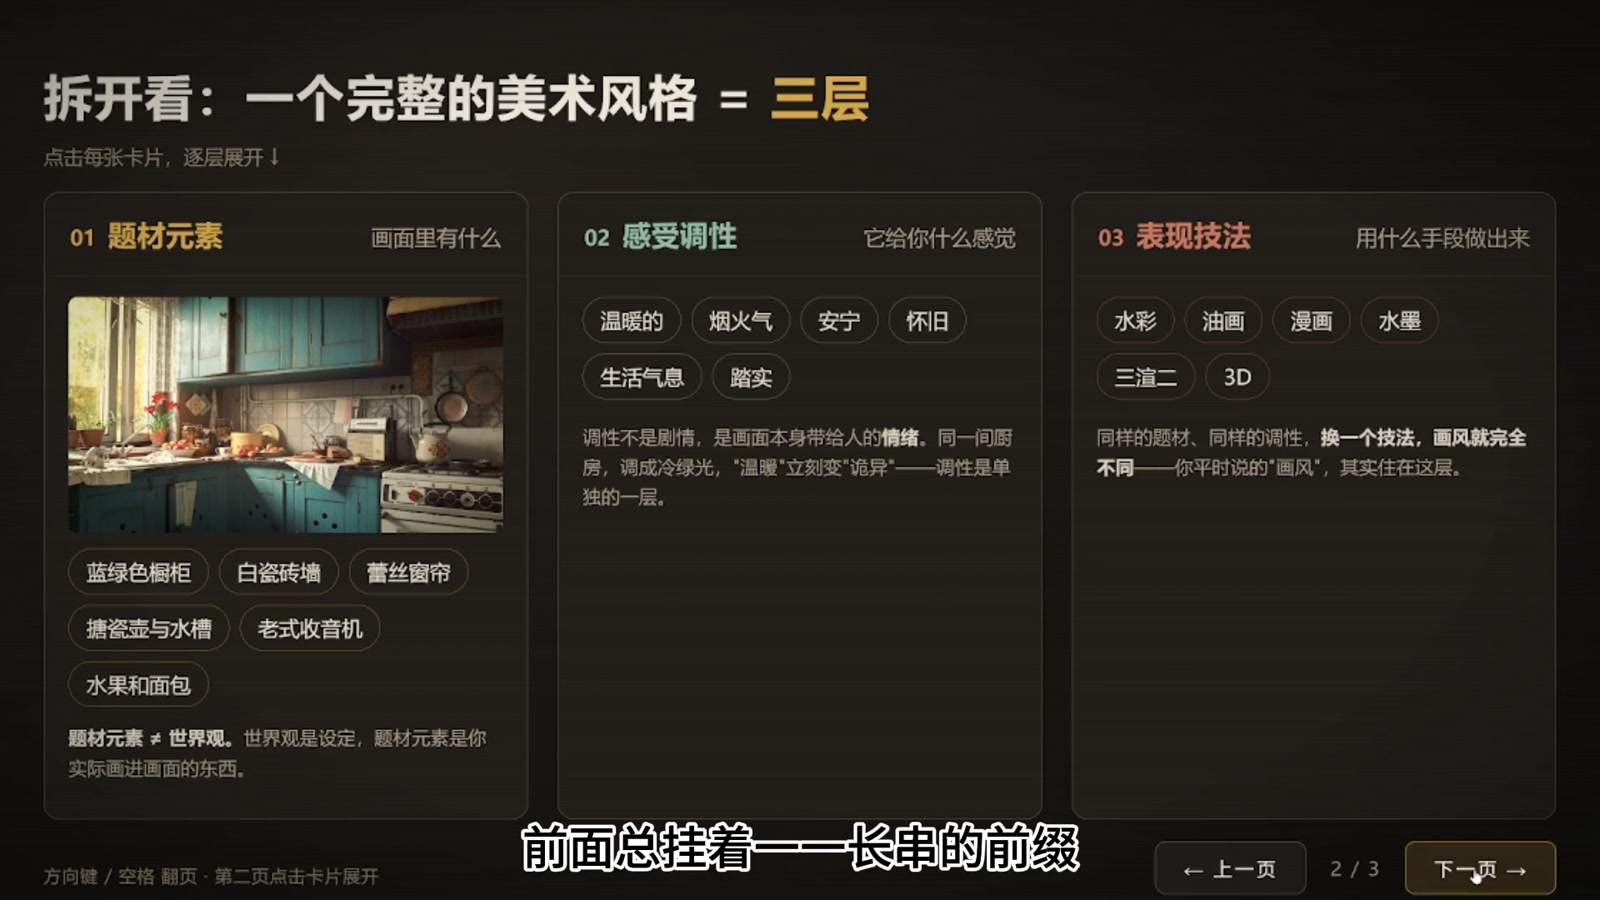 拆开看：一个完整的美术风格 = 三层
点击每张卡片，逐层展开↓
01 题材元素 画面里有什么
蓝绿色橱柜 白瓷砖墙 蕾丝窗帘
搪瓷壶与水槽 老式收音机
水果和面包
题材元素 ≠ 世界观。世界观是设定，题材元素是你
实际画进画面的东西。
02 感受调性 它给你什么感觉
温暖的 烟火气 安宁 怀旧
生活气息 踏实
调性不是剧情，是画面本身带给人的情绪。同一间厨
房，调成冷绿光，"温暖"立刻变"诡异"——调性是单
独的一层。
03 表现技法 用什么手段做出来
水彩 油画 漫画 水墨
三渲二 3D
同样的题材、同样的调性，换一个技法，画风就完全
不同——你平时说的"画风"，其实住在这层。
前面总挂着一一长串的前缀
方向键 / 空格 翻页 · 第二页点击卡片展开
← 上一页 2 / 3 下一页 →